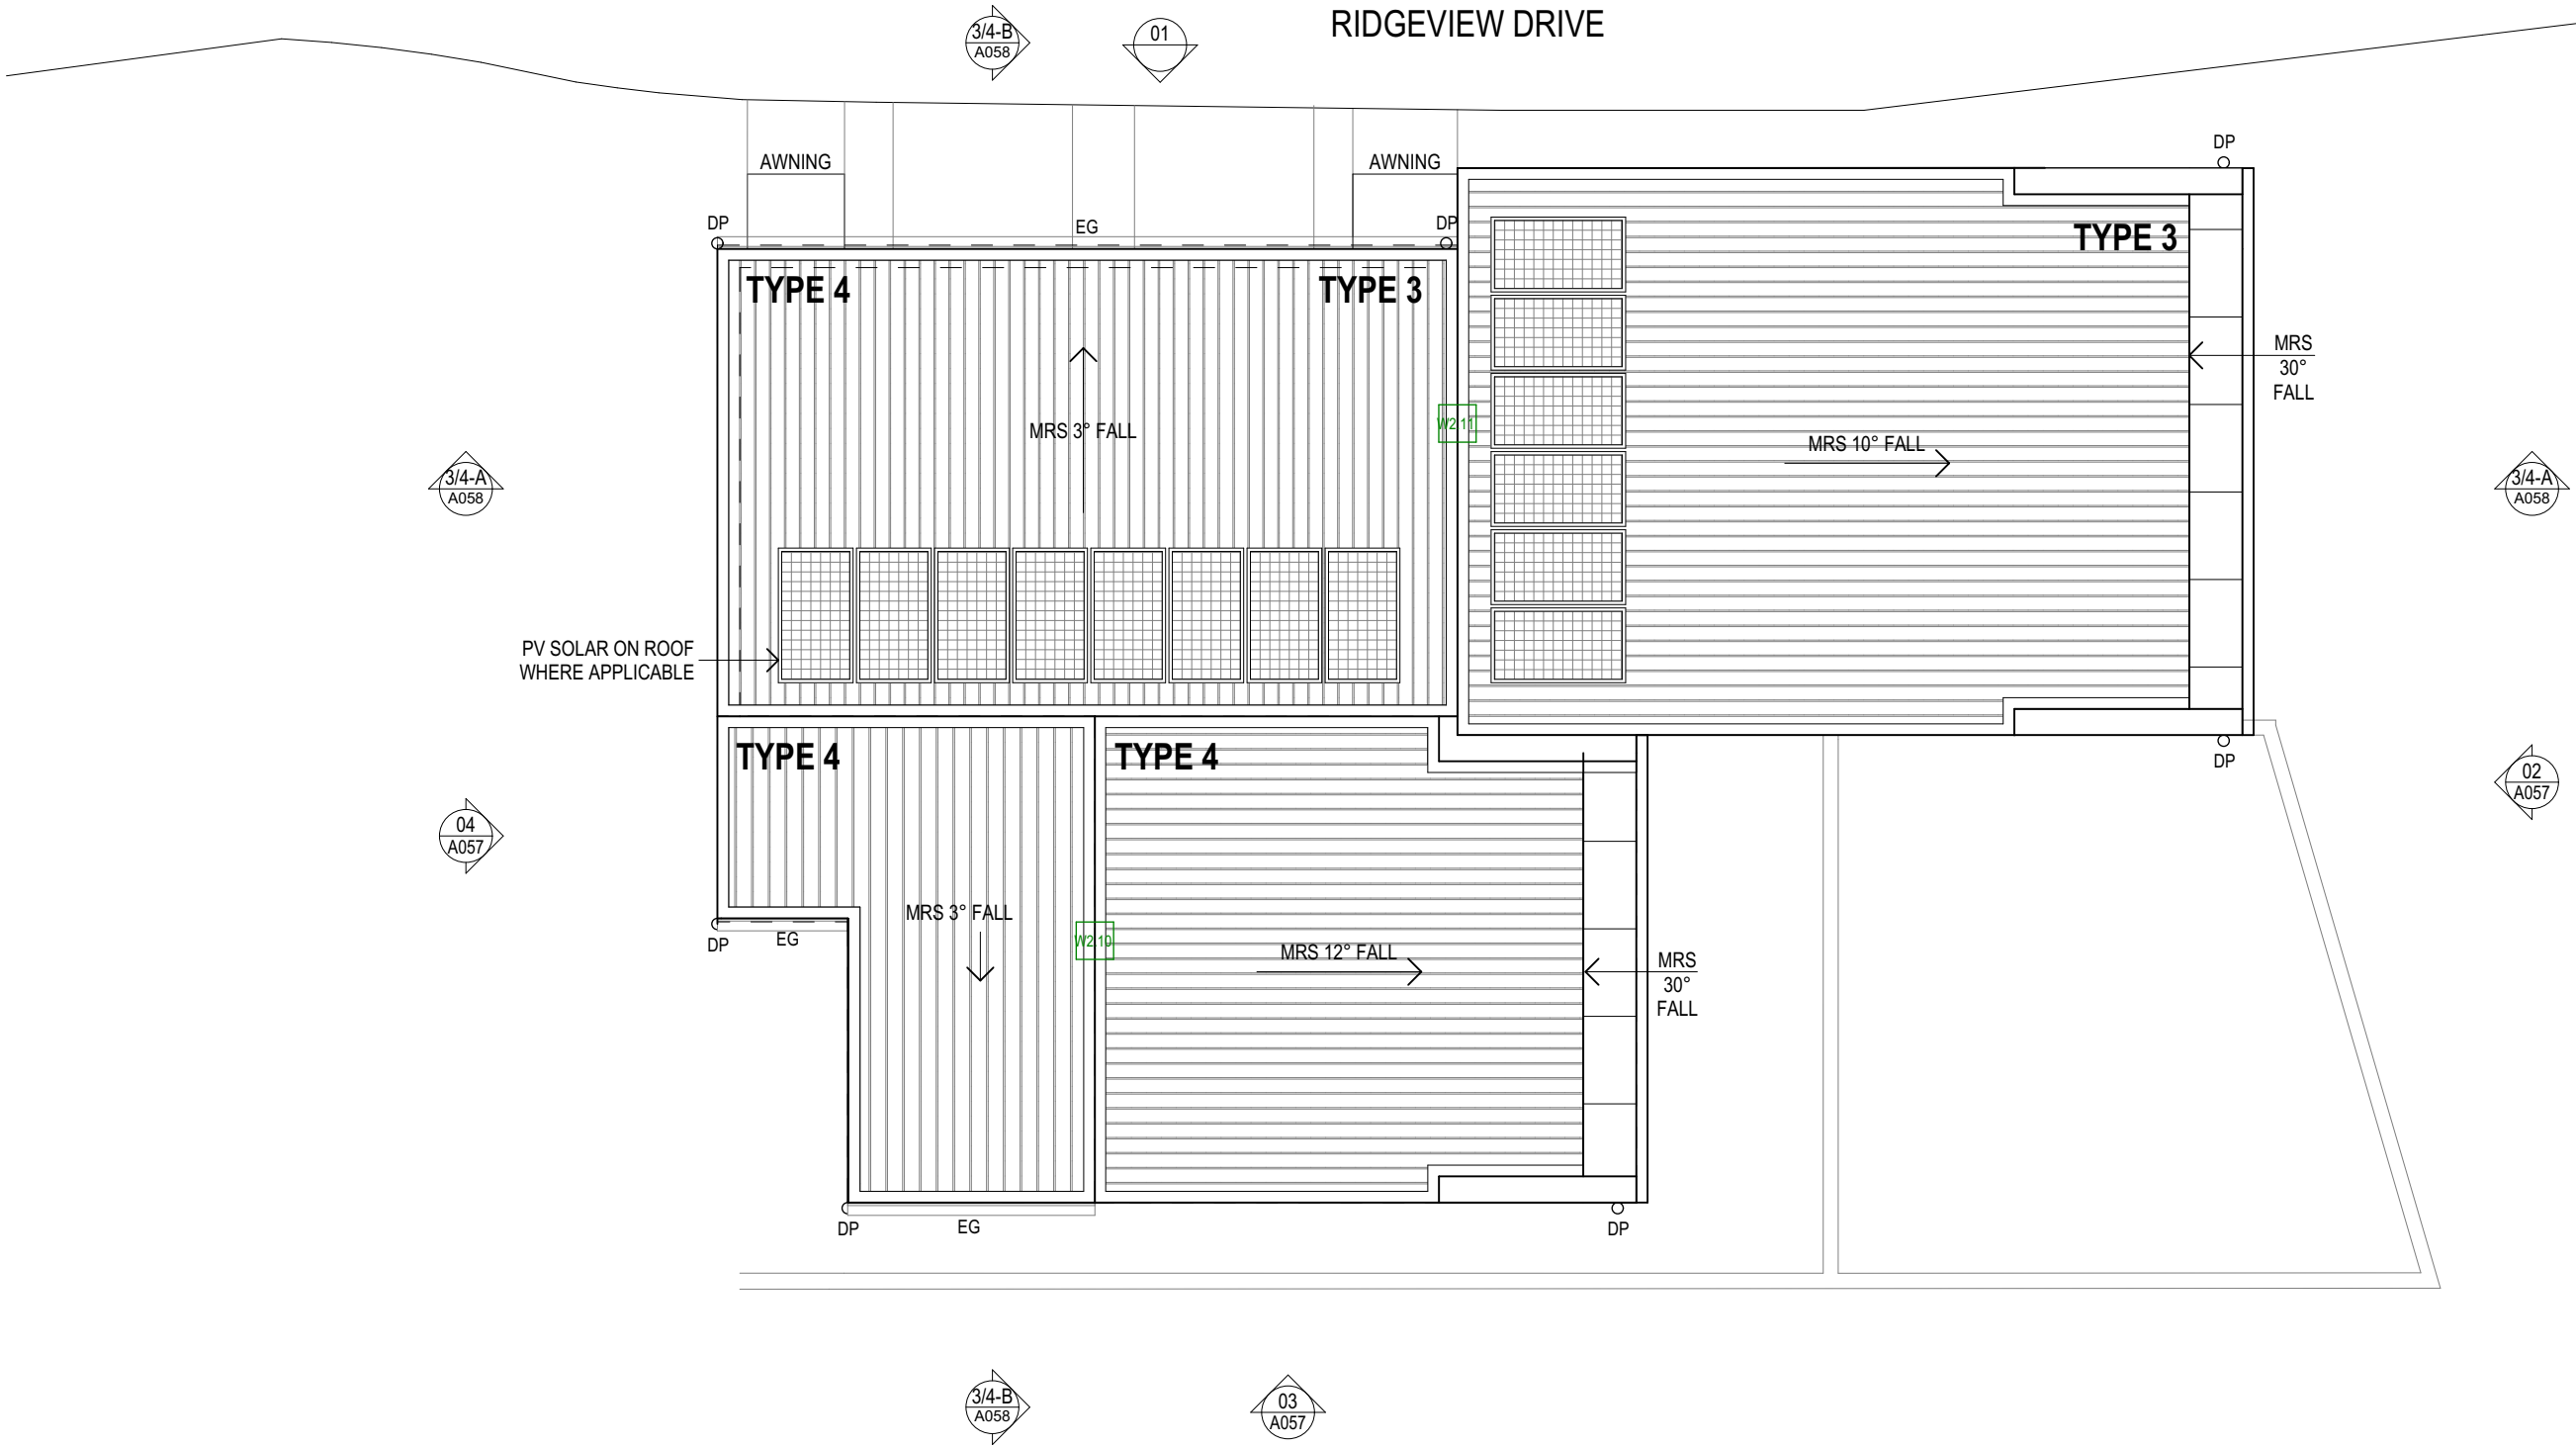 RIDGEVIEW DRIVE
3/4-B
A058
01
DP
AWNING
AWNING
DP
EG
DP
TYPE 3
TYPE 4
TYPE 3
MRS
30°
FALL
W2.11
MRS 3° FALL
MRS 10° FALL
3/4-A
A058
3/4-A
A058
PV SOLAR ON ROOF
WHERE APPLICABLE
TYPE 4
TYPE 4
DP
02
A057
04
A057
MRS 3° FALL
W2.10
DP
EG
MRS 12° FALL
MRS
30°
FALL
DP
EG
DP
3/4-B
A058
03
A057